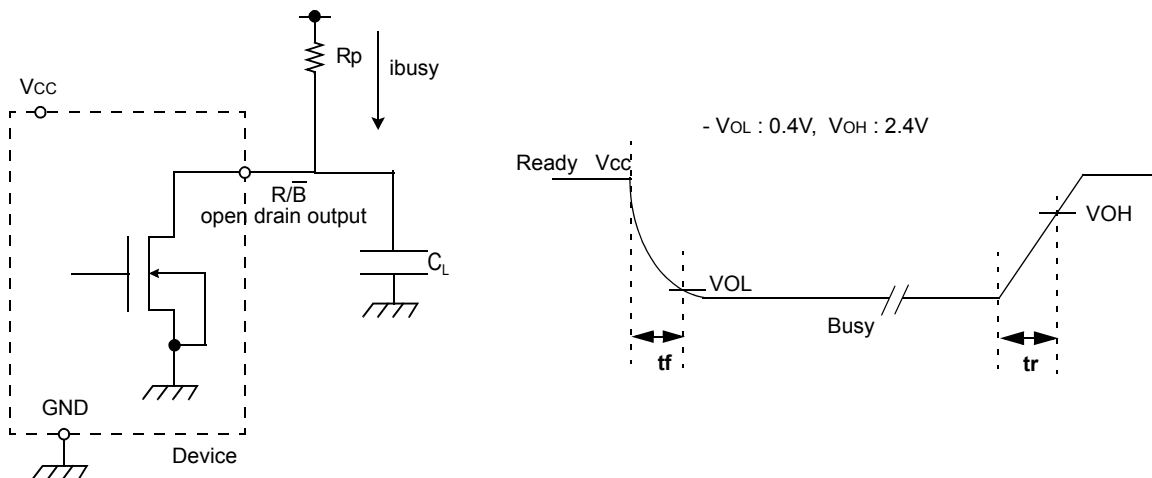 Rp
ibusy
VCC
R/B̅
open drain output
CL
GND
Device
- VOL : 0.4V, VOH : 2.4V
Ready Vcc
VOH
VOL
Busy
tf
tr